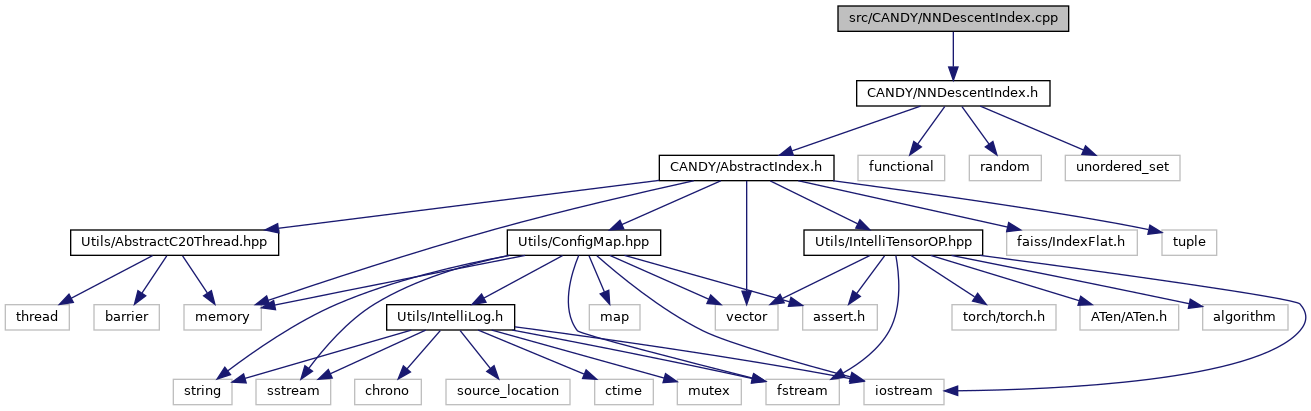 src/CANDY/NNDescentIndex.cpp
CANDY/NNDescentIndex.h
CANDY/AbstractIndex.h
functional
random
unordered_set
Utils/AbstractC20Thread.hpp
Utils/ConfigMap.hpp
Utils/IntelliTensorOP.hpp
faiss/IndexFlat.h
tuple
thread
barrier
memory
Utils/IntelliLog.h
map
vector
assert.h
torch/torch.h
ATen/ATen.h
algorithm
string
sstream
chrono
source_location
ctime
mutex
fstream
iostream